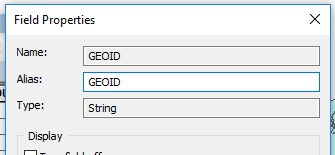 Field Properties
Name: GEOID
Alias: GEOID
Type: String
Display